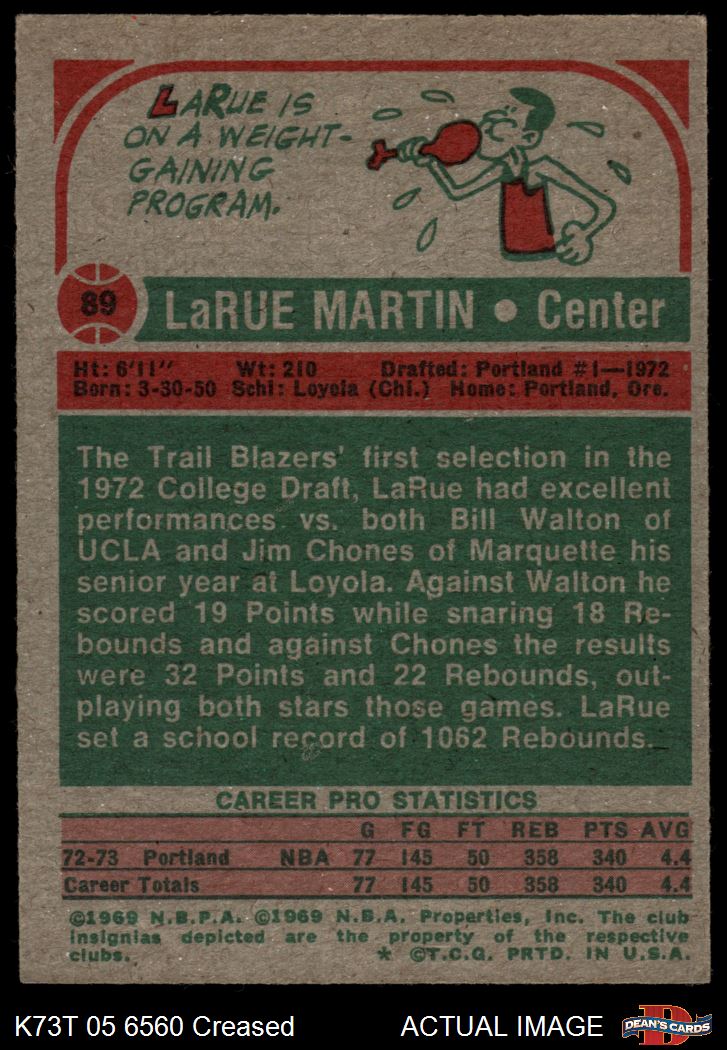 LARUE IS
ON A WEIGHT-
GAINING
PROGRAM.
89
LaRUE MARTIN • Center
Ht: 6'11" Wt: 210 Drafted: Portland #1—1972
Born: 3-30-50 Schl: Loyola (Chi.) Home: Portland, Ore.
The Trail Blazers' first selection in the
1972 College Draft, LaRue had excellent
performances vs. both Bill Walton of
UCLA and Jim Chones of Marquette his
senior year at Loyola. Against Walton he
scored 19 Points while snaring 18 Re-
bounds and against Chones the results
were 32 Points and 22 Rebounds, out-
playing both stars those games. LaRue
set a school record of 1062 Rebounds.
CAREER PRO STATISTICS
G FG FT REB PTS AVG
72-73 Portland NBA 77 145 50 358 340 4.4
Career Totals 77 145 50 358 340 4.4
©1969 N.B.P.A. ©1969 N.B.A. Properties, Inc. The club
insignias depicted are the property of the respective
clubs. * ©T.C.G. PRTD. IN U.S.A.
K73T 05 6560 Creased ACTUAL IMAGE
D
DEAN'S CARDS